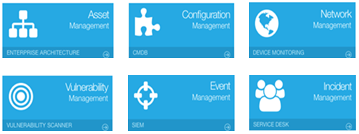 Asset
Management
ENTERPRISE ARCHITECTURE
Configuration
Management
CMDB
Network
Management
DEVICE MONITORING
Vulnerability
Management
VULNERABILITY SCANNER
Event
Management
SIEM
Incident
Management
SERVICE DESK